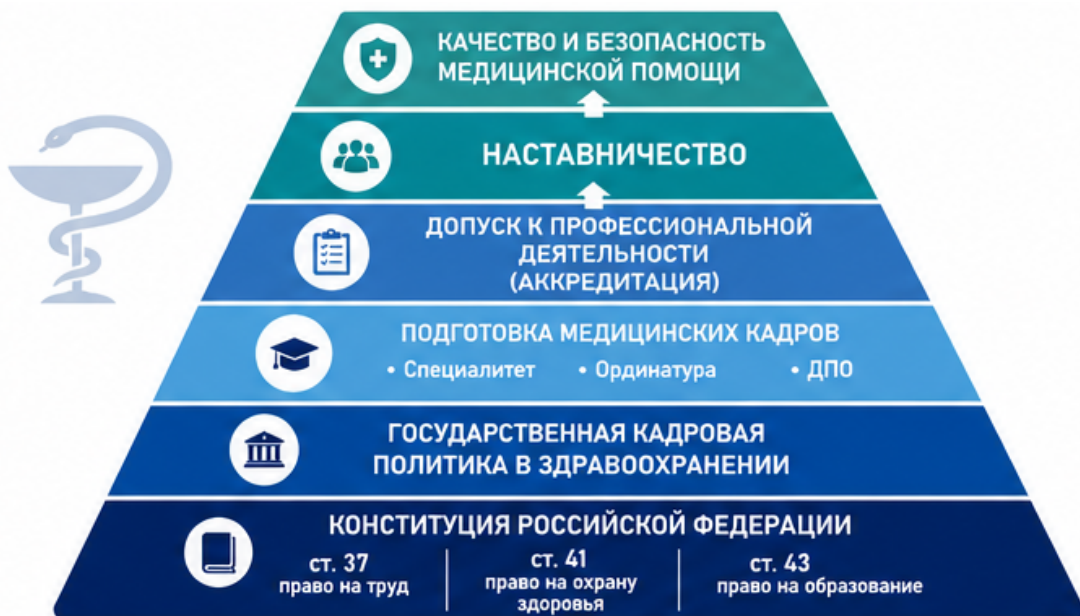 КАЧЕСТВО И БЕЗОПАСНОСТЬ
МЕДИЦИНСКОЙ ПОМОЩИ
НАСТАВНИЧЕСТВО
ДОПУСК К ПРОФЕССИОНАЛЬНОЙ
ДЕЯТЕЛЬНОСТИ
(АККРЕДИТАЦИЯ)
ПОДГОТОВКА МЕДИЦИНСКИХ КАДРОВ
• Специалитет • Ординатура • ДПО
ГОСУДАРСТВЕННАЯ КАДРОВАЯ
ПОЛИТИКА В ЗДРАВООХРАНЕНИИ
КОНСТИТУЦИЯ РОССИЙСКОЙ ФЕДЕРАЦИИ
ст. 37
право на труд
ст. 41
право на охрану
здоровья
ст. 43
право на образование